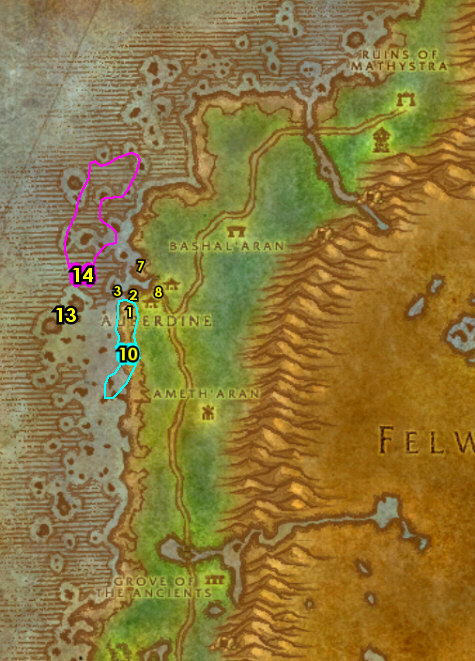 RUINS OF
MATHYSTRA
BASHAL'ARAN
7
14
3
2
8
1
13
AUBERDINE
10
AMETH'ARAN
FELW
GROVE OF
THE ANCIENTS